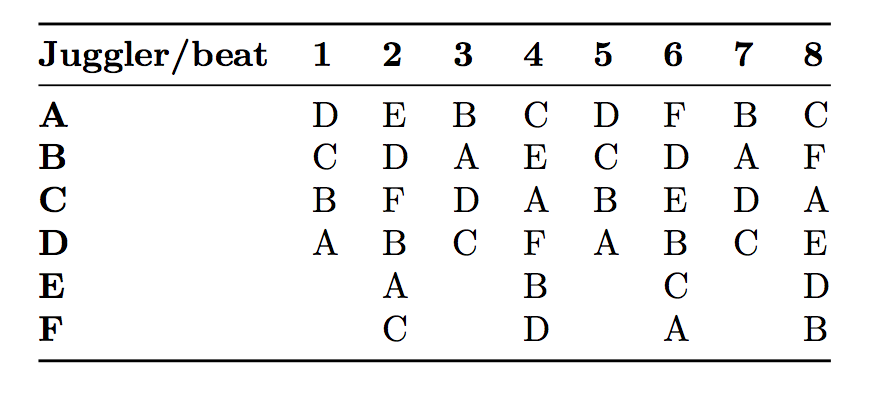 Juggler/beat 1 2 3 4 5 6 7 8
A D E B C D F B C
B C D A E C D A F
C B F D A B E D A
D A B C F A B C E
E A B C D
F C D A B